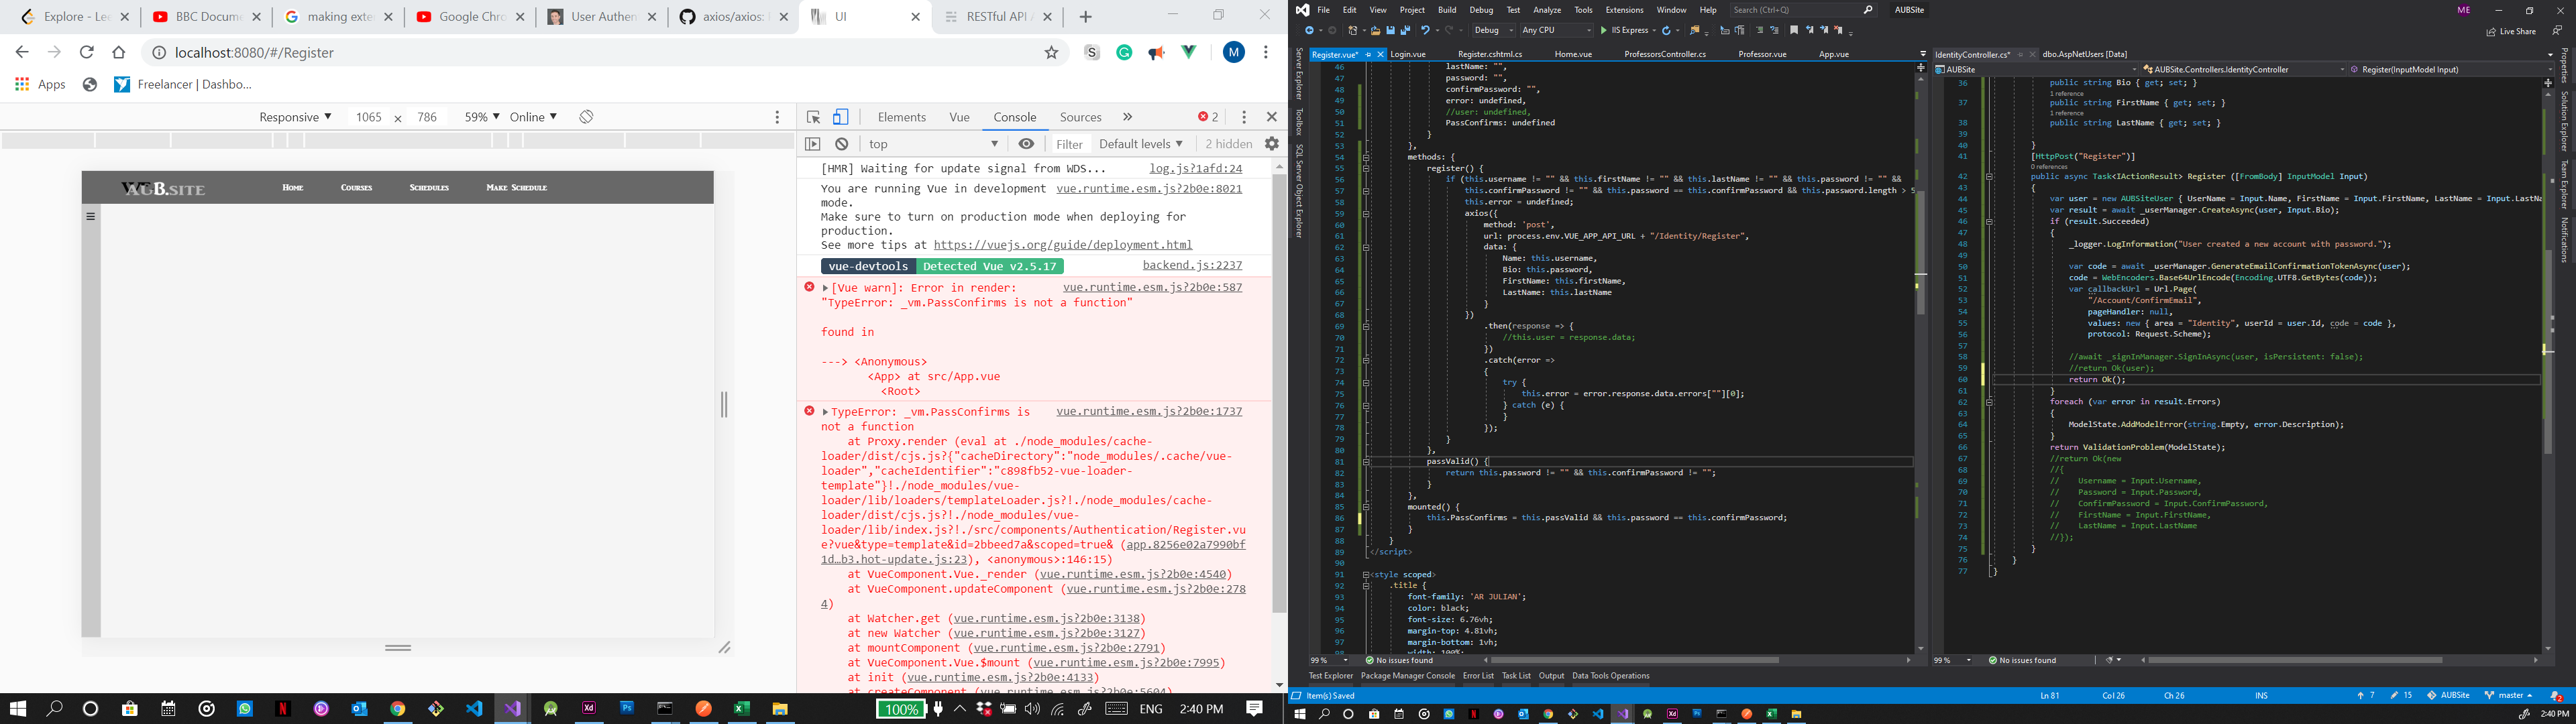 Explore - Lee
BBC Docume
making exter
Google Chro
User Authen
axios/axios: 
UI
RESTful API 
localhost:8080/#/Register
M
Apps
Freelancer | Dashbo...
Responsive
1065 × 786
59%
Online
Elements
Vue
Console
Sources
2
top
Filter
Default levels
2 hidden
[HMR] Waiting for update signal from WDS... log.js?1afd:24
You are running Vue in development vue.runtime.esm.js?2b0e:8021
mode.
Make sure to turn on production mode when deploying for
production.
See more tips at https://vuejs.org/guide/deployment.html
vue-devtools Detected Vue v2.5.17 backend.js:2237
[Vue warn]: Error in render: vue.runtime.esm.js?2b0e:587
"TypeError: _vm.PassConfirms is not a function"
found in
---> <Anonymous>
<App> at src/App.vue
<Root>
TypeError: _vm.PassConfirms is vue.runtime.esm.js?2b0e:1737
not a function
at Proxy.render (eval at ./node_modules/cache-
loader/dist/cjs.js?{"cacheDirectory":"node_modules/.cache/vue-
loader","cacheIdentifier":"c898fb52-vue-loader-
template"}!./node_modules/vue-
loader/lib/loaders/templateLoader.js?!./node_modules/cache-
loader/dist/cjs.js?!./node_modules/vue-
loader/lib/index.js?!./src/components/Authentication/Register.vu
e?vue&type=template&id=2bbeed7a&scoped=true& (app.8256e02a7990bf
1d…b3.hot-update.js:23), <anonymous>:146:15)
at VueComponent.Vue._render (vue.runtime.esm.js?2b0e:4540)
at VueComponent.updateComponent (vue.runtime.esm.js?2b0e:278
4)
at Watcher.get (vue.runtime.esm.js?2b0e:3138)
at new Watcher (vue.runtime.esm.js?2b0e:3127)
at mountComponent (vue.runtime.esm.js?2b0e:2791)
at VueComponent.Vue.$mount (vue.runtime.esm.js?2b0e:7995)
at init (vue.runtime.esm.js?2b0e:4133)
at createComponent (vue.runtime.esm.js?2b0e:5604)
AUB.SITE
Home
Courses
Schedules
Make Schedule
100%
ENG
2:40 PM
File Edit View Project Build Debug Test Analyze Tools Extensions Window Help
Search (Ctrl+Q)
AUBSite
ME
Debug
Any CPU
IIS Express
Live Share
Server Explorer
Toolbox
SQL Server Object Explorer
Register.vue*
Login.vue
Register.cshtml.cs
Home.vue
ProfessorsController.cs
Professor.vue
App.vue
46 lastName: "",
47 password: "",
48 confirmPassword: "",
49 error: undefined,
50 //user: undefined,
51 PassConfirms: undefined
52 }
53 },
54 methods: {
55 register() {
56 if (this.username != "" && this.firstName != "" && this.lastName != "" && this.password != "" &&
57 this.confirmPassword != "" && this.password == this.confirmPassword && this.password.length > 5
58 this.error = undefined;
59 axios({
60 method: 'post',
61 url: process.env.VUE_APP_API_URL + "/Identity/Register",
62 data: {
63 Name: this.username,
64 Bio: this.password,
65 FirstName: this.firstName,
66 LastName: this.lastName
67 }
68 })
69 .then(response => {
70 //this.user = response.data;
71 })
72 .catch(error =>
73 {
74 try {
75 this.error = error.response.data.errors[""][0];
76 } catch (e) {
77 }
78 });
79 }
80 },
81 passValid() {
82 return this.password != "" && this.confirmPassword != "";
83 }
84 },
85 mounted() {
86 this.PassConfirms = this.passValid && this.password == this.confirmPassword;
87 }
88 }
89 </script>
90
91 <style scoped>
92 .title {
93 font-family: 'AR JULIAN';
94 color: black;
95 font-size: 6.76vh;
96 margin-top: 4.81vh;
97 margin-bottom: 1vh;
98 width: 100%;
99 %
No issues found
IdentityController.cs*
dbo.AspNetUsers [Data]
AUBSite
AUBSite.Controllers.IdentityController
Register(InputModel Input)
36 public string Bio { get; set; }
1 reference
37 public string FirstName { get; set; }
1 reference
38 public string LastName { get; set; }
39
40 }
41 [HttpPost("Register")]
0 references
42 public async Task<IActionResult> Register ([FromBody] InputModel Input)
43 {
44 var user = new AUBSiteUser { UserName = Input.Name, FirstName = Input.FirstName, LastName = Input.LastNa
45 var result = await _userManager.CreateAsync(user, Input.Bio);
46 if (result.Succeeded)
47 {
48 _logger.LogInformation("User created a new account with password.");
49
50 var code = await _userManager.GenerateEmailConfirmationTokenAsync(user);
51 code = WebEncoders.Base64UrlEncode(Encoding.UTF8.GetBytes(code));
52 var callbackUrl = Url.Page(
53 "/Account/ConfirmEmail",
54 pageHandler: null,
55 values: new { area = "Identity", userId = user.Id, code = code },
56 protocol: Request.Scheme);
57
58 //await _signInManager.SignInAsync(user, isPersistent: false);
59 //return Ok(user);
60 return Ok();
61 }
62 foreach (var error in result.Errors)
63 {
64 ModelState.AddModelError(string.Empty, error.Description);
65 }
66 return ValidationProblem(ModelState);
67 //return Ok(new
68 //{
69 // Username = Input.Username,
70 // Password = Input.Password,
71 // ConfirmPassword = Input.ConfirmPassword,
72 // FirstName = Input.FirstName,
73 // LastName = Input.LastName
74 //});
75 }
76 }
77 }
99 %
No issues found
Properties
Solution Explorer
Team Explorer
Notifications
Test Explorer Package Manager Console Error List Task List Output Data Tools Operations
Item(s) Saved
Ln 81
Col 26
Ch 26
INS
7
15
AUBSite
master
2
2:40 PM